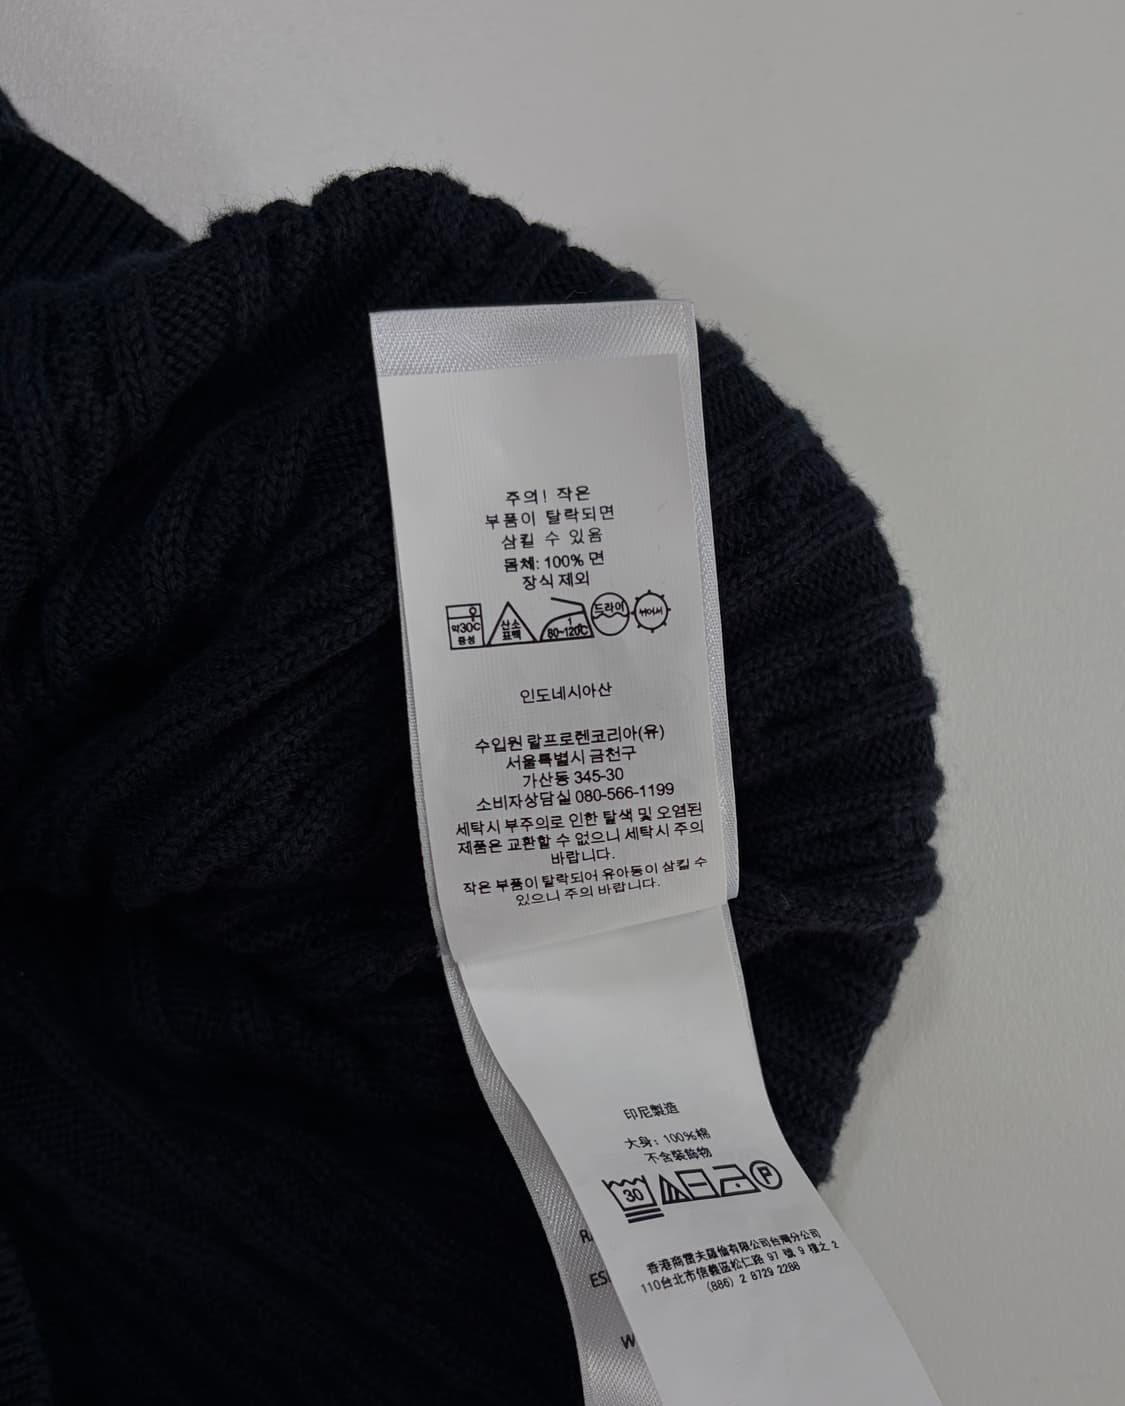 주의! 작은
부품이 탈락되면
삼킬 수 있음
몸체: 100% 면
장식 제외
약30℃
중성
산소
표백
1
80~120℃
드라이
뉘어서
인도네시아산
수입원 랄프로렌코리아(유)
서울특별시 금천구
가산동 345-30
소비자상담실 080-566-1199
세탁시 부주의로 인한 탈색 및 오염된
제품은 교환할 수 없으니 세탁시 주의
바랍니다.
작은 부품이 탈락되어 유아동이 삼킬 수
있으니 주의 바랍니다.
印尼製造
大身: 100%棉
不含裝飾物
30
P
香港商雷夫羅倫有限公司台灣分公司
110台北市信義區松仁路 97 號 9 樓之 2
(886) 2 8729 2288